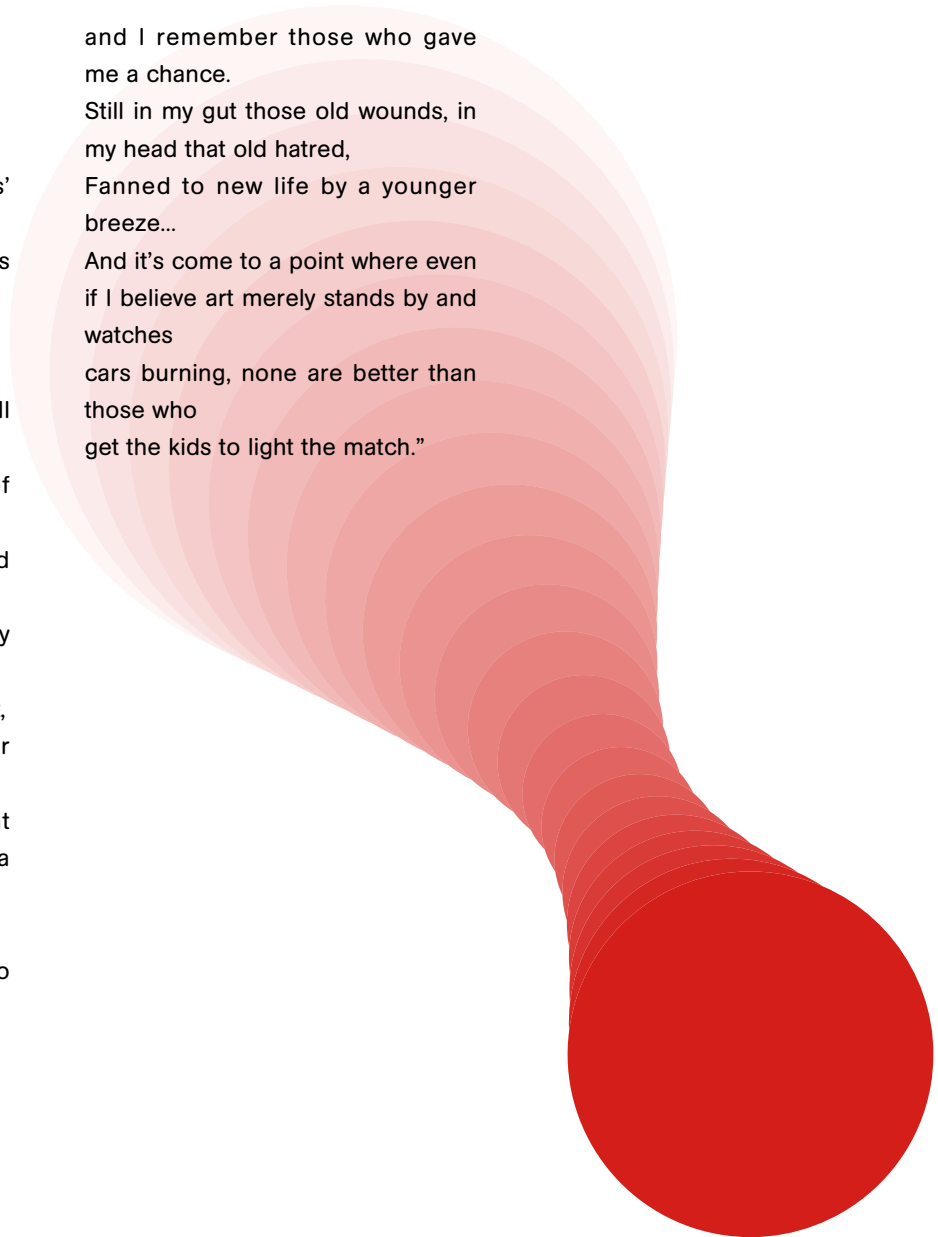 and I remember those who gave
me a chance.
Still in my gut those old wounds, in
my head that old hatred,
Fanned to new life by a younger
breeze...
And it’s come to a point where even
if I believe art merely stands by and
watches
cars burning, none are better than
those who
get the kids to light the match.”